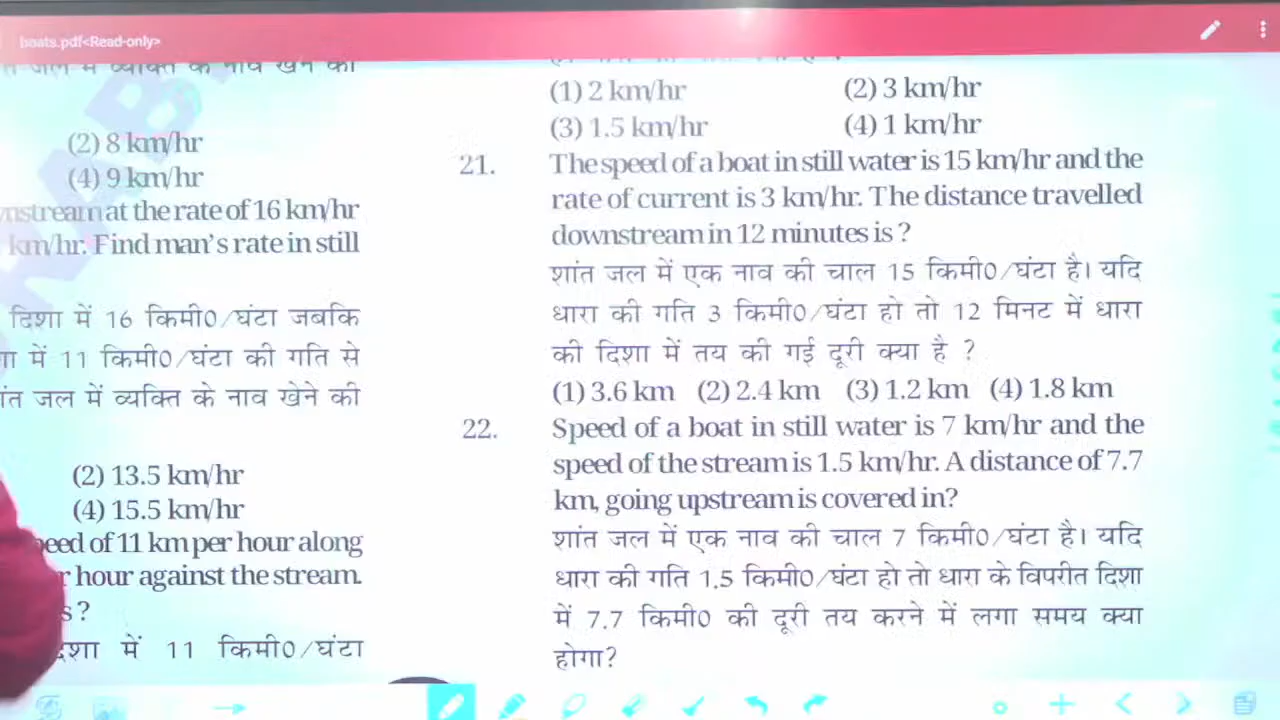 boats.pdf<Read-only>
जल में व्यक्ति के नाव खेने की
(2) 8 km/hr
(4) 9 km/hr
at the rate of 16 km/hr
km/hr. Find man's rate in still
दिशा में 16 किमी0/घंटा जबकि
में 11 किमी0/घंटा की गति से
जल में व्यक्ति के नाव खेने की
(2) 13.5 km/hr
(4) 15.5 km/hr
of 11 km per hour along
hour against the stream.
?
में 11 किमी0/घंटा
(1) 2 km/hr (2) 3 km/hr
(3) 1.5 km/hr (4) 1 km/hr
21. The speed of a boat in still water is 15 km/hr and the
rate of current is 3 km/hr. The distance travelled
downstream in 12 minutes is ?
शांत जल में एक नाव की चाल 15 किमी0/घंटा है। यदि
धारा की गति 3 किमी0/घंटा हो तो 12 मिनट में धारा
की दिशा में तय की गई दूरी क्या है ?
(1) 3.6 km (2) 2.4 km (3) 1.2 km (4) 1.8 km
22. Speed of a boat in still water is 7 km/hr and the
speed of the stream is 1.5 km/hr. A distance of 7.7
km, going upstream is covered in?
शांत जल में एक नाव की चाल 7 किमी0/घंटा है। यदि
धारा की गति 1.5 किमी0/घंटा हो तो धारा के विपरीत दिशा
में 7.7 किमी0 की दूरी तय करने में लगा समय क्या
होगा?